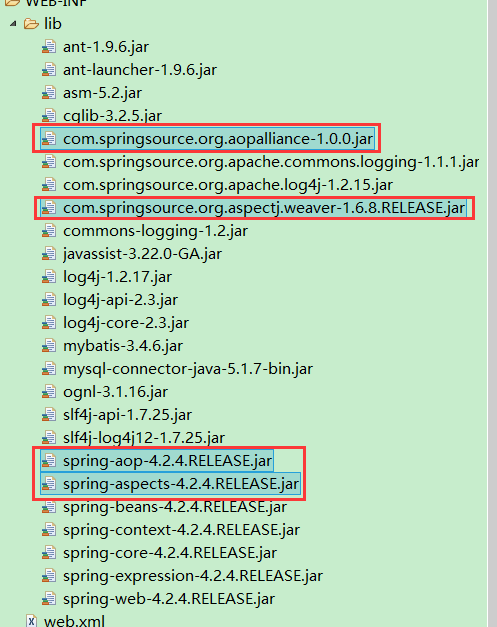 WEB-INF
lib
ant-1.9.6.jar
ant-launcher-1.9.6.jar
asm-5.2.jar
cglib-3.2.5.jar
com.springsource.org.aopalliance-1.0.0.jar
com.springsource.org.apache.commons.logging-1.1.1.jar
com.springsource.org.apache.log4j-1.2.15.jar
com.springsource.org.aspectj.weaver-1.6.8.RELEASE.jar
commons-logging-1.2.jar
javassist-3.22.0-GA.jar
log4j-1.2.17.jar
log4j-api-2.3.jar
log4j-core-2.3.jar
mybatis-3.4.6.jar
mysql-connector-java-5.1.7-bin.jar
ognl-3.1.16.jar
slf4j-api-1.7.25.jar
slf4j-log4j12-1.7.25.jar
spring-aop-4.2.4.RELEASE.jar
spring-aspects-4.2.4.RELEASE.jar
spring-beans-4.2.4.RELEASE.jar
spring-context-4.2.4.RELEASE.jar
spring-core-4.2.4.RELEASE.jar
spring-expression-4.2.4.RELEASE.jar
spring-web-4.2.4.RELEASE.jar
web.xml